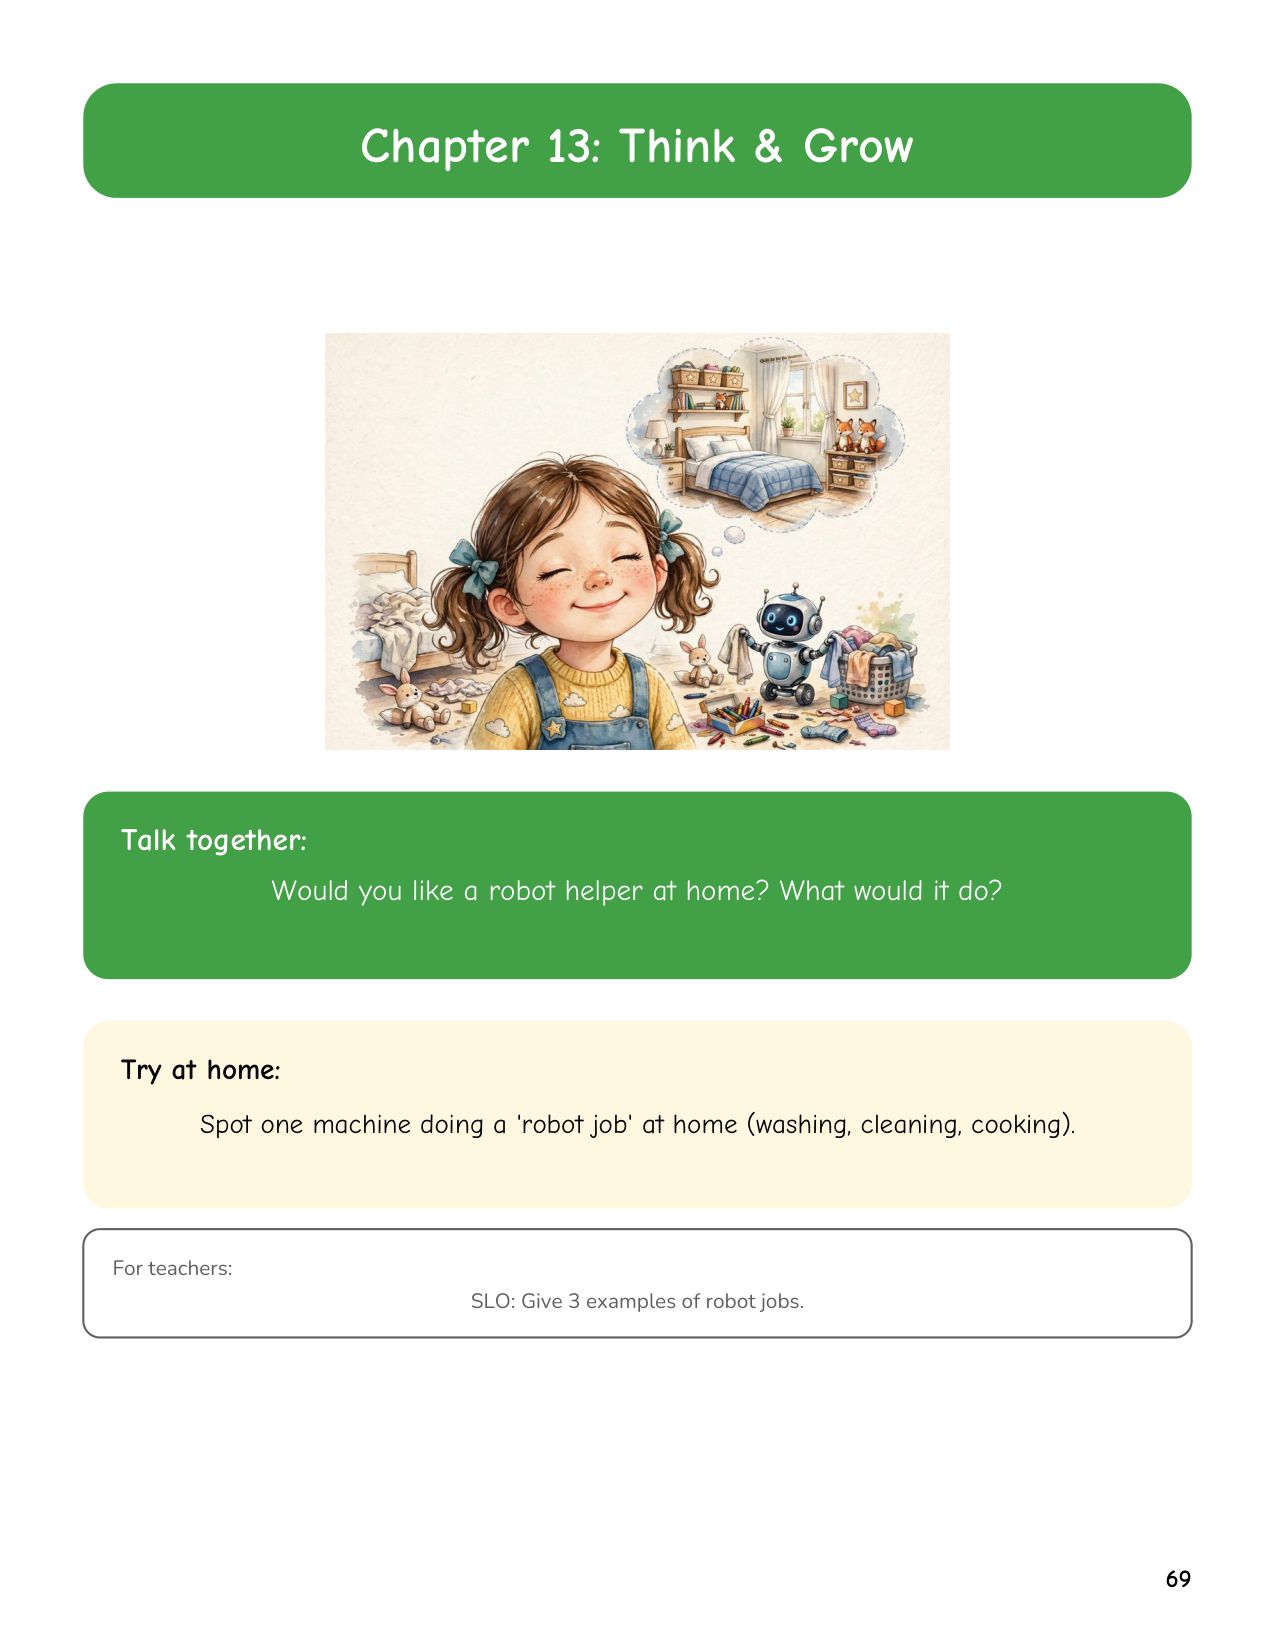 Chapter 13: Think & Grow
Talk together:
Would you like a robot helper at home? What would it do?
Try at home:
Spot one machine doing a 'robot job' at home (washing, cleaning, cooking).
For teachers:
SLO: Give 3 examples of robot jobs.
69